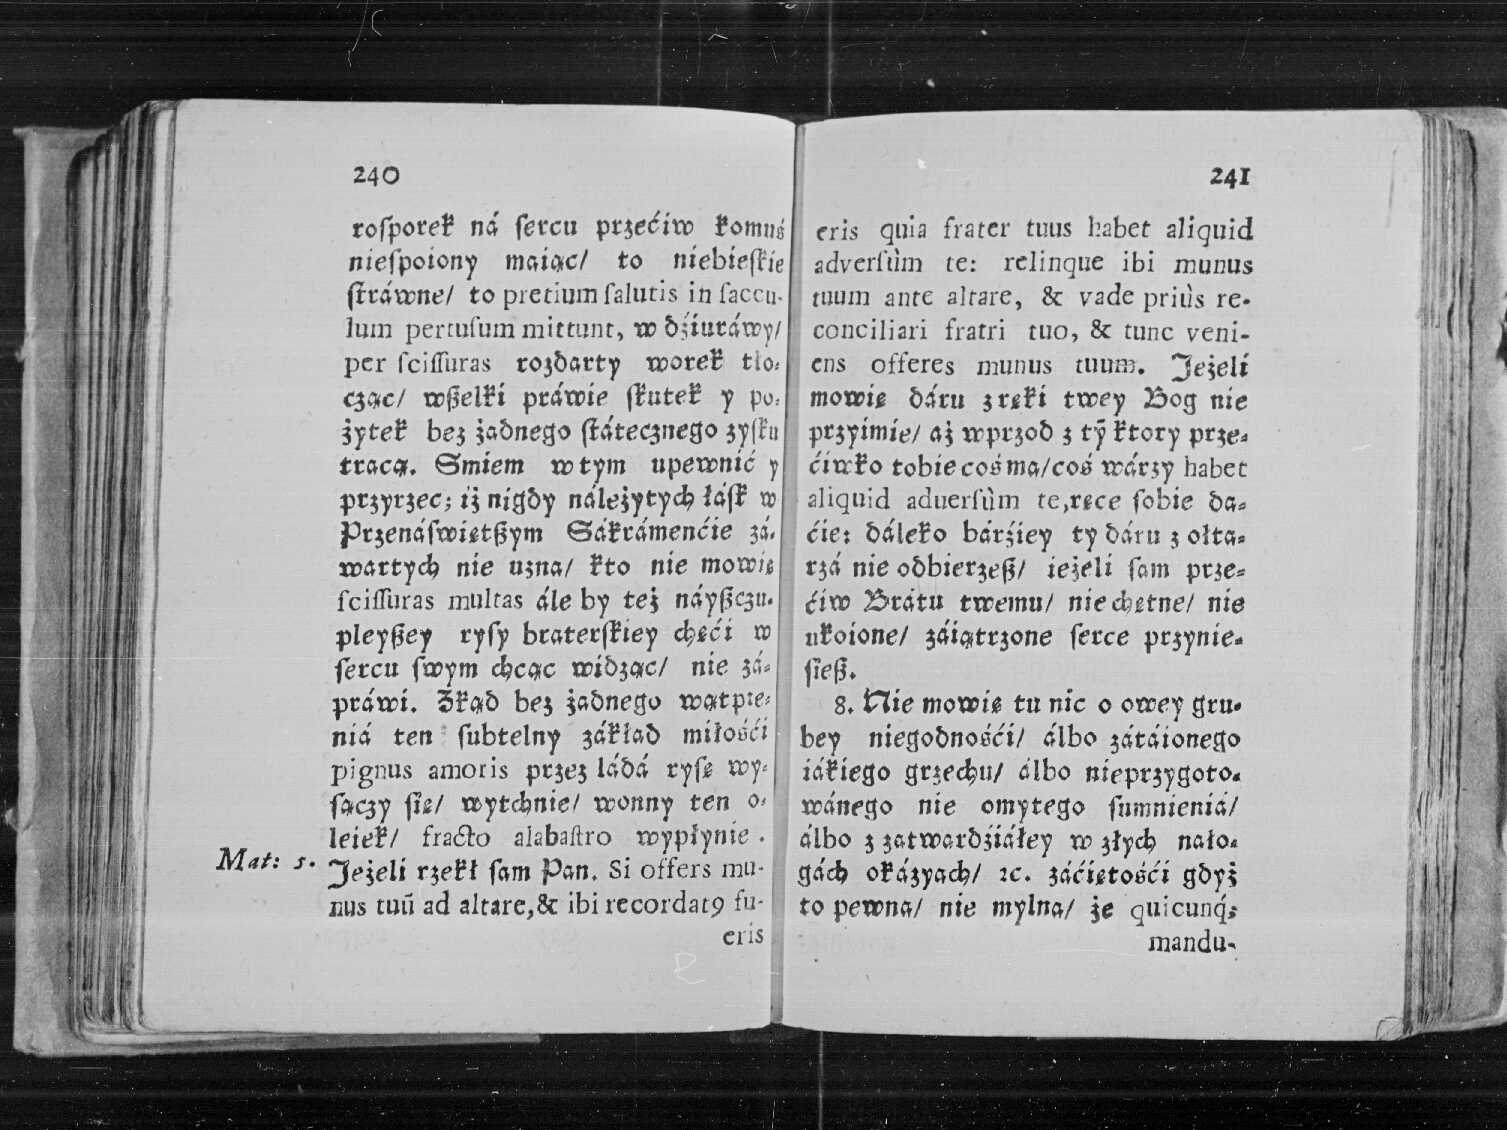 240
rosporek ná sercu przećiw komuś
niespoiony maiąc/ to niebieskie
stráwne/ to pretium salutis in saccu-
lum pertusum mittunt, w dźiuráwy/
per scissuras rozdarty worek tło-
cząc/ wszelki práwie skutek y po-
żytek bez żadnego státecznego zysku
tracą. Smiem w tym upewnić y
przyrzec; iż nigdy náleżytych łásk w
Przenáswiętszym Sákrámenćie zá-
wartych nie uzna/ kto nie mowię
scissuras multas ále by też náyszczu-
pleyszey rysy braterskiey chęći w
sercu swym chcąc widząc/ nie zá-
práwi. Zkąd bez żadnego wątpie-
niá ten subtelny zákład miłośći
pignus amoris przez ládá rysę wy-
sączy się/ wytchnie/ wonny ten o-
leiek/ fracto alabastro wypłynie.
Mat: 5. Jeżeli rzekł sam Pan. Si offers mu-
nus tuũ ad altare, & ibi recordatꝰ fu-
eris
241
eris quia frater tuus habet aliquid
adversùm te: relinque ibi munus
tuum ante altare, & vade priùs re-
conciliari fratri tuo, & tunc veni-
ens offeres munus tuum. Jeżeli
mowię dáru z ręki twey Bog nie
przyimie/ aż wprzod z tỹ ktory prze-
ćiwko tobie coś ma/ coś wárzy habet
aliquid aduersùm te, ręce sobie da-
ćie: dáleko bárźiey ty dáru z ołta-
rzá nie odbierzesz/ ieżeli sam prze-
ćiw Brátu twemu/ nie chętne/ nie
ukoione/ záiątrzone serce przynie-
siesz.
8. Nie mowię tu nic o owey gru-
bey niegodnośći/ álbo zátáionego
iákiego grzechu/ álbo nieprzygoto-
wánego nie omytego sumnieniá/
álbo z zatwardźiáłey w złych nało-
gách okázyach/ ꝛc. záćiętośći gdyż
to pewna/ nie mylna/ że quicunq́;
mandu-